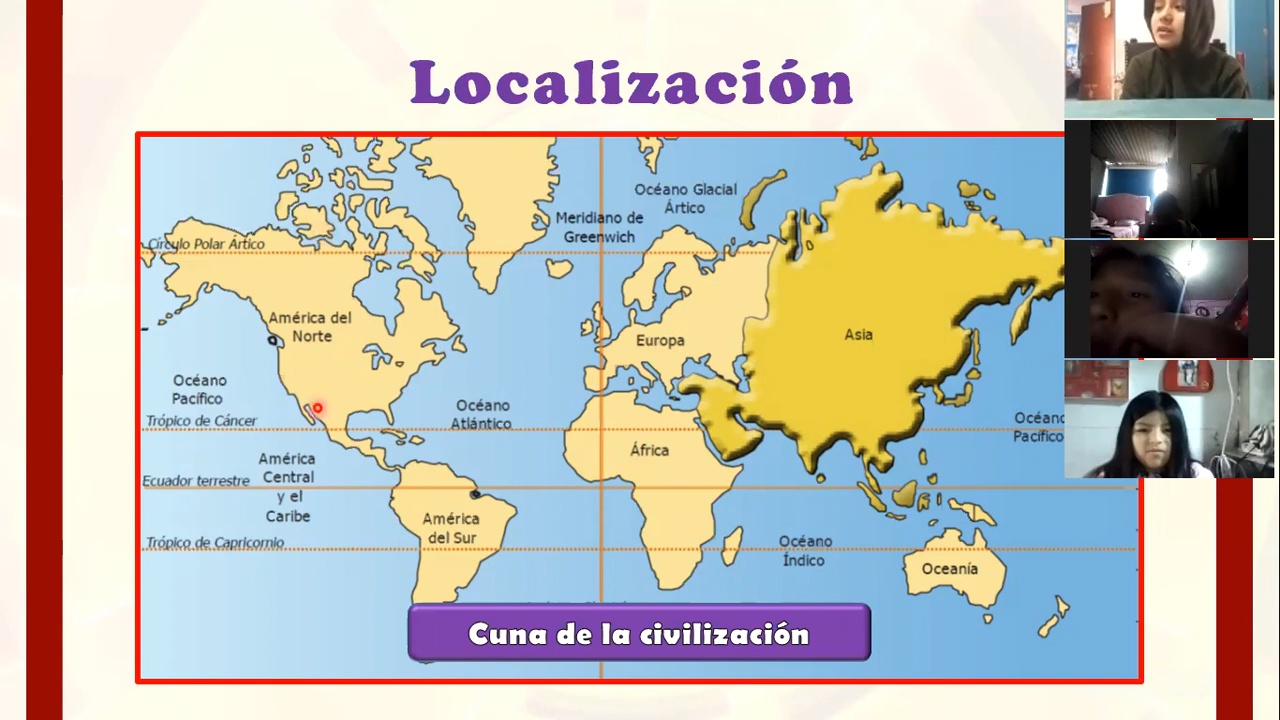 Localización
Océano Glacial
Ártico
Meridiano de
Greenwich
Círculo Polar Ártico
América del
Norte
Europa
Asia
Océano
Pacífico
Océano
Atlántico
Trópico de Cáncer
Océano
Pacífico
África
América
Central
y el
Caribe
Ecuador terrestre
América
del Sur
Trópico de Capricornio
Océano
Índico
Oceanía
Cuna de la civilización